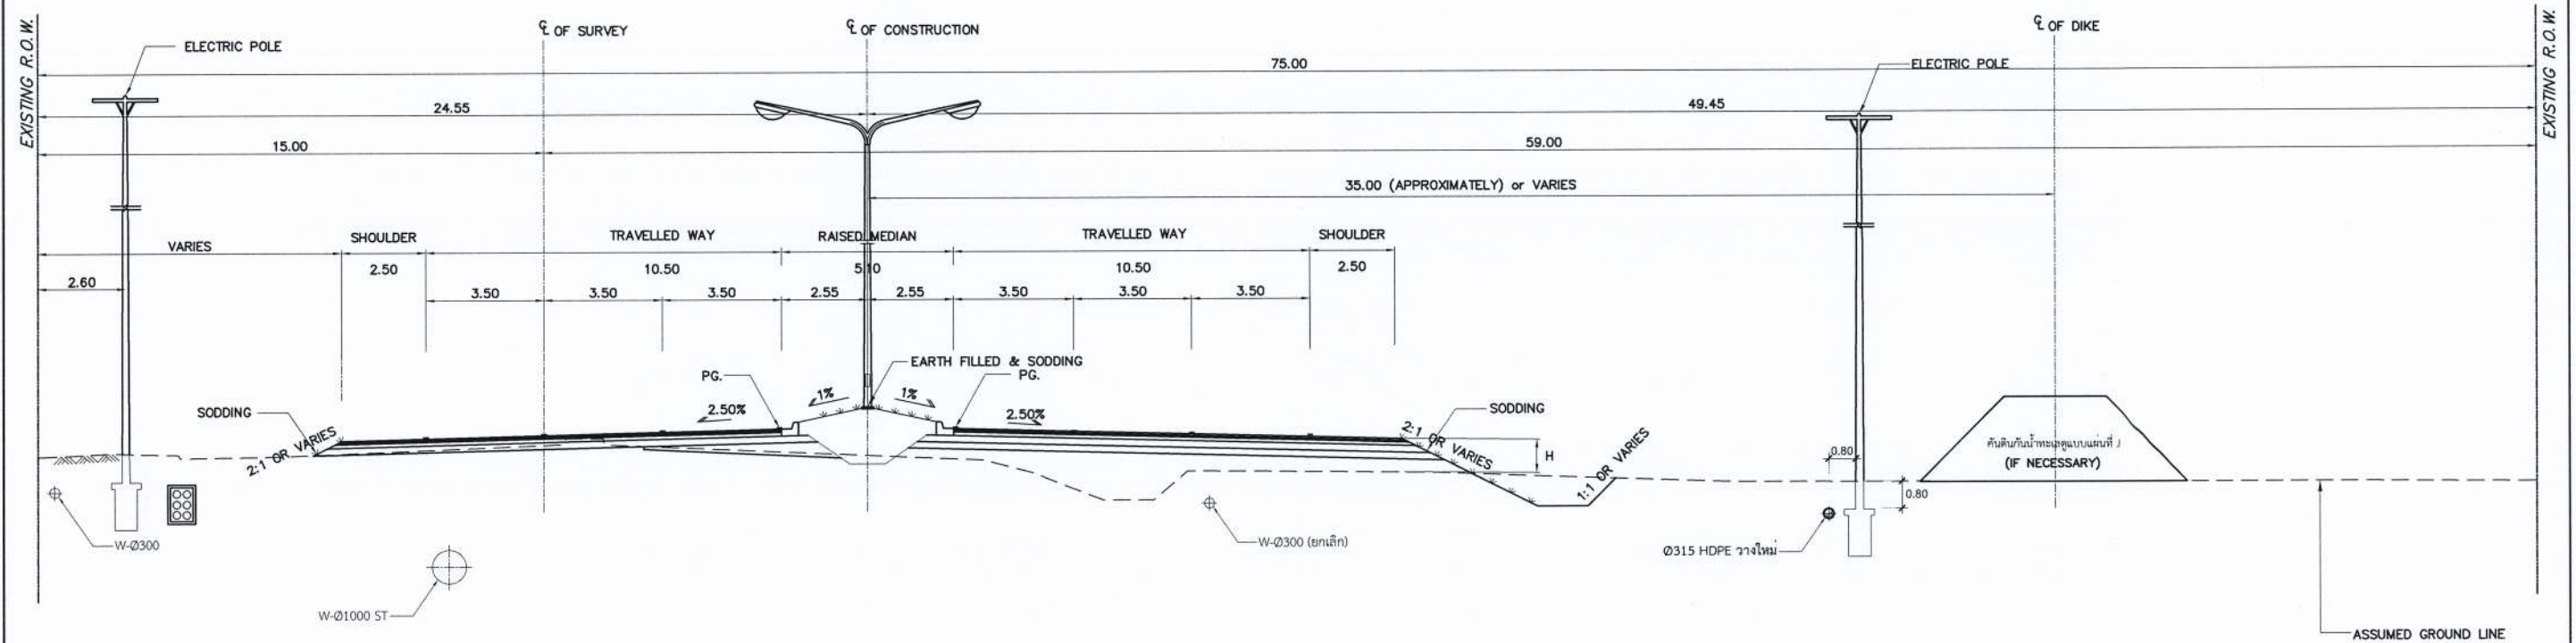 EXISTING R.O.W.
ELECTRIC POLE
℄ OF SURVEY
℄ OF CONSTRUCTION
℄ OF DIKE
EXISTING R.O.W.
75.00
ELECTRIC POLE
24.55
49.45
15.00
59.00
35.00 (APPROXIMATELY) or VARIES
VARIES
SHOULDER
TRAVELLED WAY
RAISED MEDIAN
TRAVELLED WAY
SHOULDER
2.50
10.50
5.10
10.50
2.50
2.60
3.50
3.50
3.50
2.55
2.55
3.50
3.50
3.50
EARTH FILLED & SODDING
PG.
PG.
1%
1%
SODDING
2.50%
2.50%
SODDING
2:1 OR VARIES
2:1 OR VARIES
H
1:1 OR VARIES
0.80
(IF NECESSARY)
0.80
W-Ø300
W-Ø300 (ยกเลิก)
Ø315 HDPE วางใหม่
W-Ø1000 ST
ASSUMED GROUND LINE